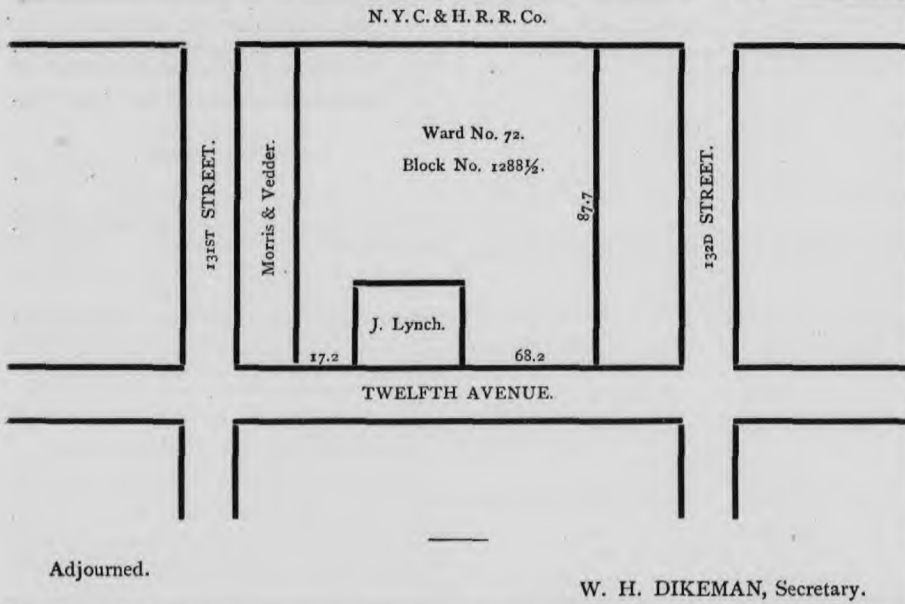 N. Y. C. & H. R. R. Co.
131ST STREET.
Morris & Vedder.
Ward No. 72.
Block No. 1288½.
87.7
132D STREET.
J. Lynch.
17.2
68.2
TWELFTH AVENUE.
Adjourned.
W. H. DIKEMAN, Secretary.